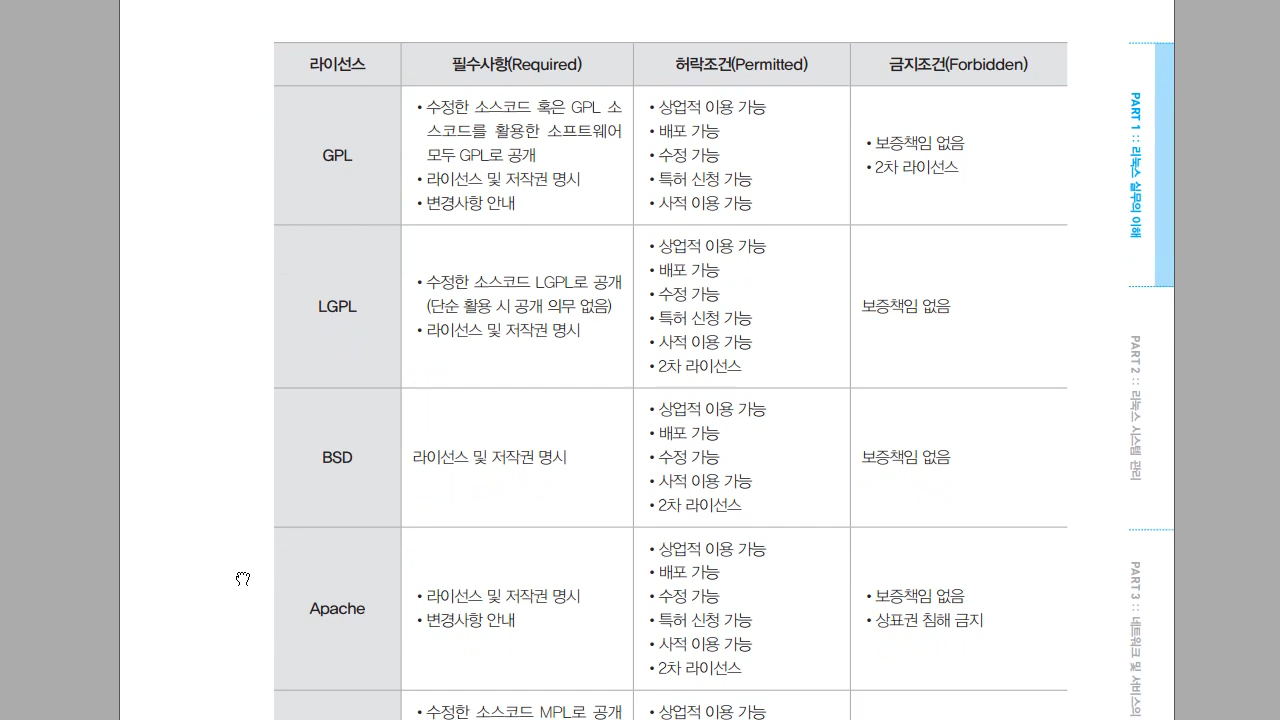 라이선스
필수사항(Required)
허락조건(Permitted)
금지조건(Forbidden)
GPL
• 수정한 소스코드 혹은 GPL 소
스코드를 활용한 소프트웨어
모두 GPL로 공개
• 라이선스 및 저작권 명시
• 변경사항 안내
• 상업적 이용 가능
• 배포 가능
• 수정 가능
• 특허 신청 가능
• 사적 이용 가능
• 보증책임 없음
• 2차 라이선스
LGPL
• 수정한 소스코드 LGPL로 공개
(단순 활용 시 공개 의무 없음)
• 라이선스 및 저작권 명시
• 상업적 이용 가능
• 배포 가능
• 수정 가능
• 특허 신청 가능
• 사적 이용 가능
• 2차 라이선스
보증책임 없음
BSD
라이선스 및 저작권 명시
• 상업적 이용 가능
• 배포 가능
• 수정 가능
• 사적 이용 가능
• 2차 라이선스
보증책임 없음
Apache
• 라이선스 및 저작권 명시
• 변경사항 안내
• 상업적 이용 가능
• 배포 가능
• 수정 가능
• 특허 신청 가능
• 사적 이용 가능
• 2차 라이선스
• 보증책임 없음
• 상표권 침해 금지
• 수정한 소스코드 MPL로 공개
• 상업적 이용 가능
PART 1 :: 리눅스 실무의 이해
PART 2 :: 리눅스 시스템 관리
PART 3 :: 네트워크 및 서비스의